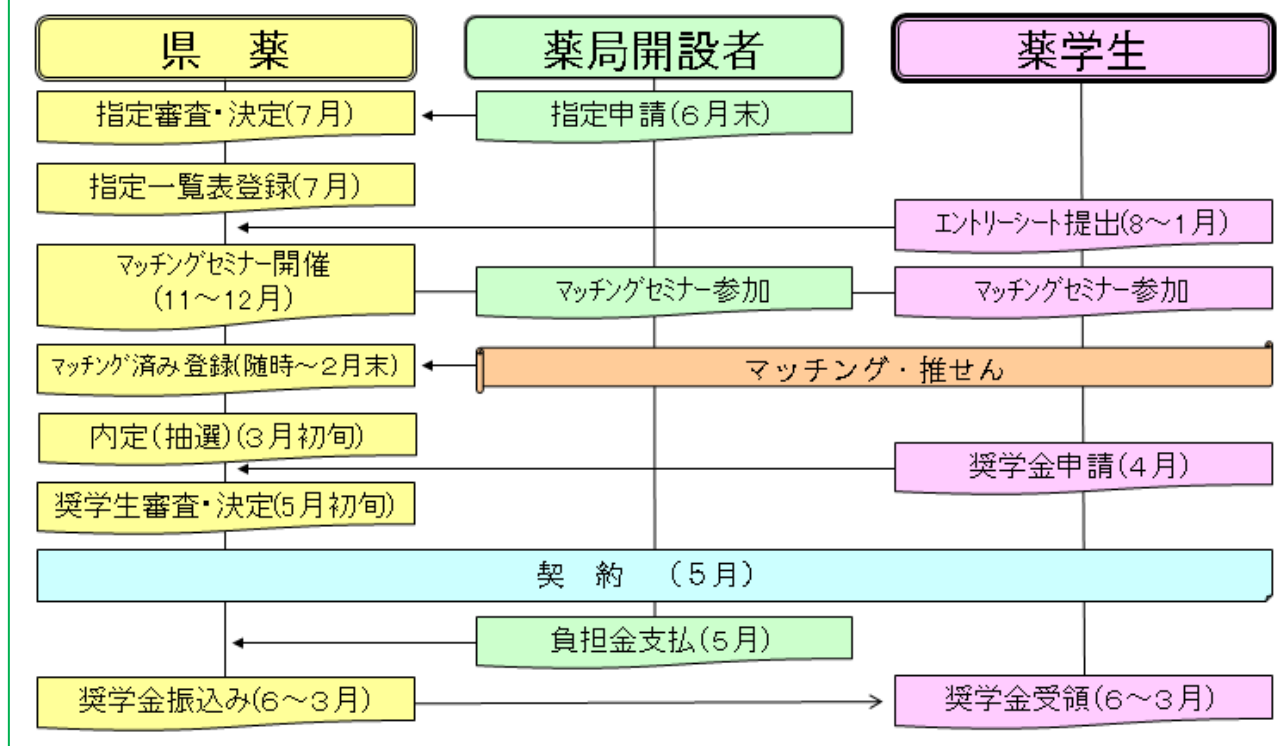 県　薬
薬局開設者
薬学生
指定審査・決定(7月)
指定申請(6月末)
指定一覧表登録(7月)
エントリーシート提出(8～1月)
マッチングセミナー開催
(11～12月)
マッチングセミナー参加
マッチングセミナー参加
マッチング済み登録(随時～2月末)
マッチング・推せん
内定(抽選)(3月初旬)
奨学金申請(4月)
奨学生審査・決定(5月初旬)
契　約　(5月)
負担金支払(5月)
奨学金振込み(6～3月)
奨学金受領(6～3月)